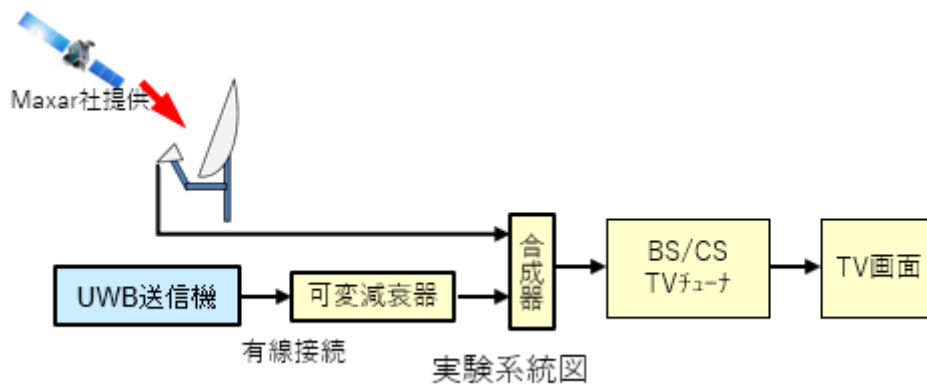 Maxar社提供
合成器
BS/CS
TVﾁｭｰﾅ
TV画面
UWB送信機
可変減衰器
有線接続
実験系統図